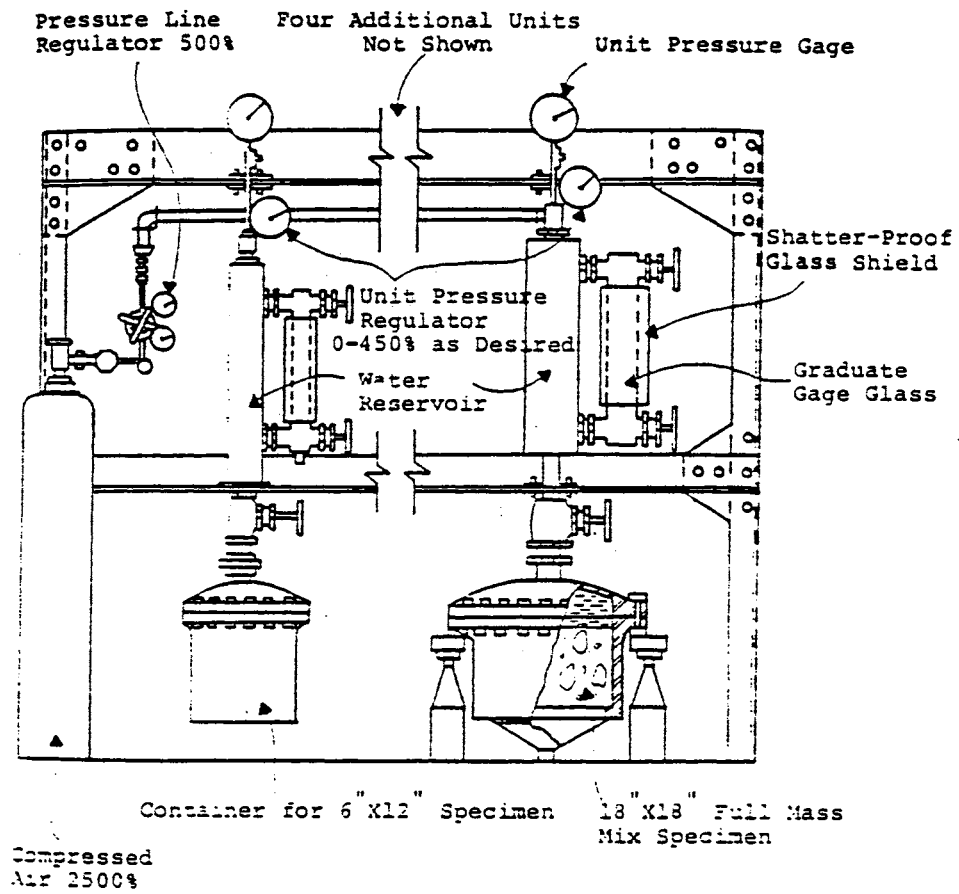 Pressure Line
Regulator 500%
Four Additional Units
Not Shown
Unit Pressure Gage
Shatter-Proof
Glass Shield
Unit Pressure
Regulator
0-450% as Desired
Water
Reservoir
Graduate
Gage Glass
Container for 6"X12" Specimen
18"X18" Full Mass
Mix Specimen
Compressed
Air 2500%